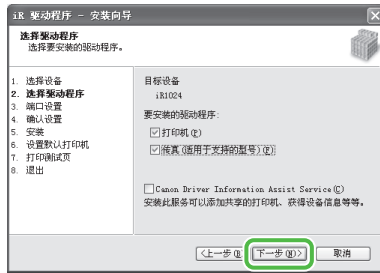 iR 驱动程序 - 安装向导
选择驱动程序
选择要安装的驱动程序。
1. 选择设备
2. 选择驱动程序
3. 端口设置
4. 确认设置
5. 安装
6. 设置默认打印机
7. 打印测试页
8. 退出
目标设备
iR1024
要安装的驱动程序:
打印机(P)
传真(适用于支持的型号)(F)
Canon Driver Information Assist Service(C)
安装此服务可以添加共享的打印机、获得设备信息等等。
<上一步(B)
下一步(N)>
取消